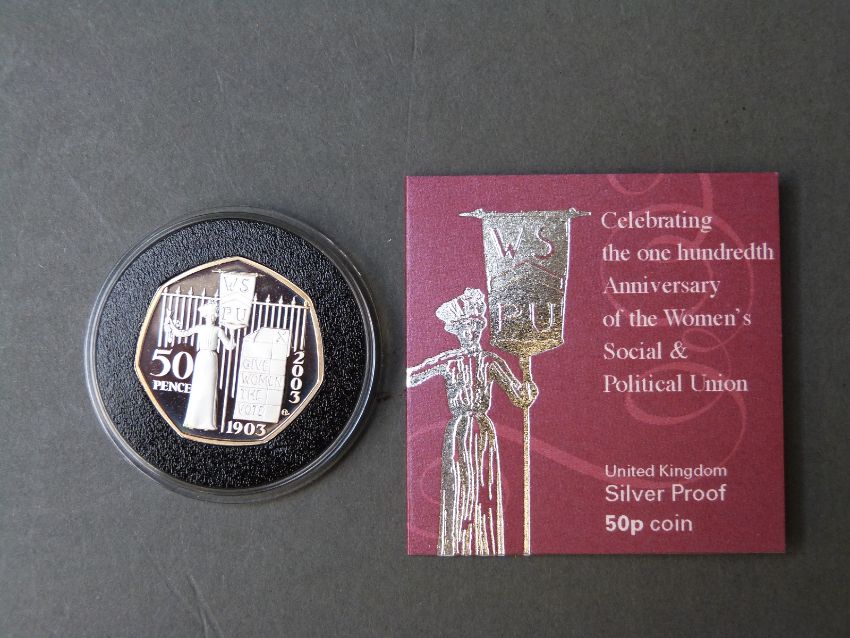 W S
P U
50
PENCE
GIVE
WOMEN
THE
VOTE
2003
1903
W S
P U
Celebrating
the one hundredth
Anniversary
of the Women's
Social &
Political Union
United Kingdom
Silver Proof
50p coin